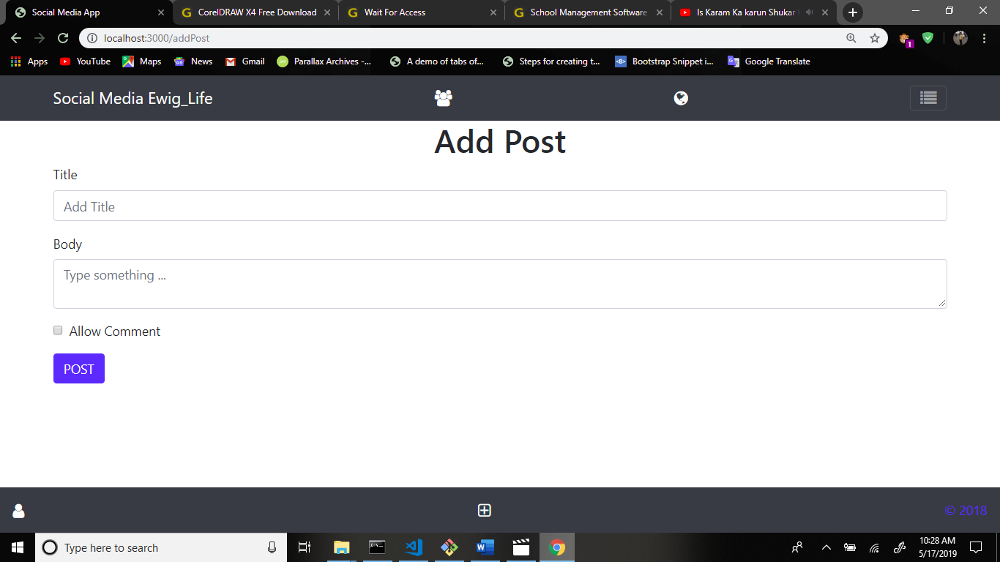 Social Media App
CorelDRAW X4 Free Download
Wait For Access
School Management Software
Is Karam Ka karun Shukar
localhost:3000/addPost
1
Apps
YouTube
Maps
News
Gmail
Parallax Archives -...
A demo of tabs of...
Steps for creating t...
Bootstrap Snippet i...
Google Translate
Social Media Ewig_Life
Add Post
Title
Add Title
Body
Type something ...
Allow Comment
POST
© 2018
Type here to search
10:28 AM
5/17/2019